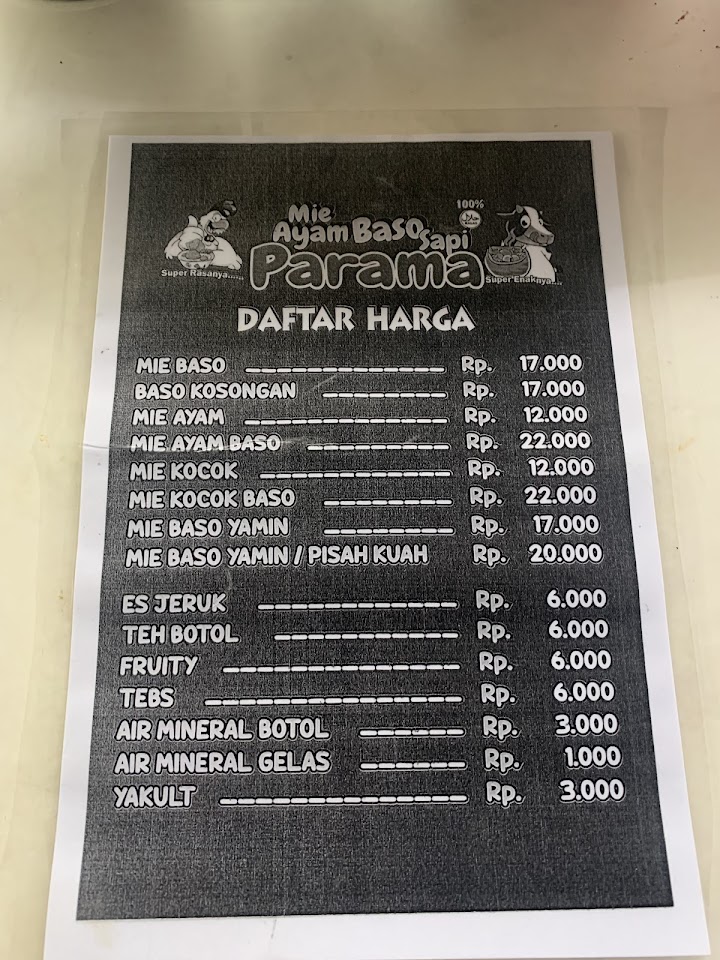 Mie
Ayam Baso Sapi
Parama
100%
Super Rasanya......
Super Enaknya....
DAFTAR HARGA
MIE BASO Rp. 17.000
BASO KOSONGAN Rp. 17.000
MIE AYAM Rp. 12.000
MIE AYAM BASO Rp. 22.000
MIE KOCOK Rp. 12.000
MIE KOCOK BASO Rp. 22.000
MIE BASO YAMIN Rp. 17.000
MIE BASO YAMIN / PISAH KUAH Rp. 20.000
ES JERUK Rp. 6.000
TEH BOTOL Rp. 6.000
FRUITY Rp. 6.000
TEBS Rp. 6.000
AIR MINERAL BOTOL Rp. 3.000
AIR MINERAL GELAS Rp. 1.000
YAKULT Rp. 3.000